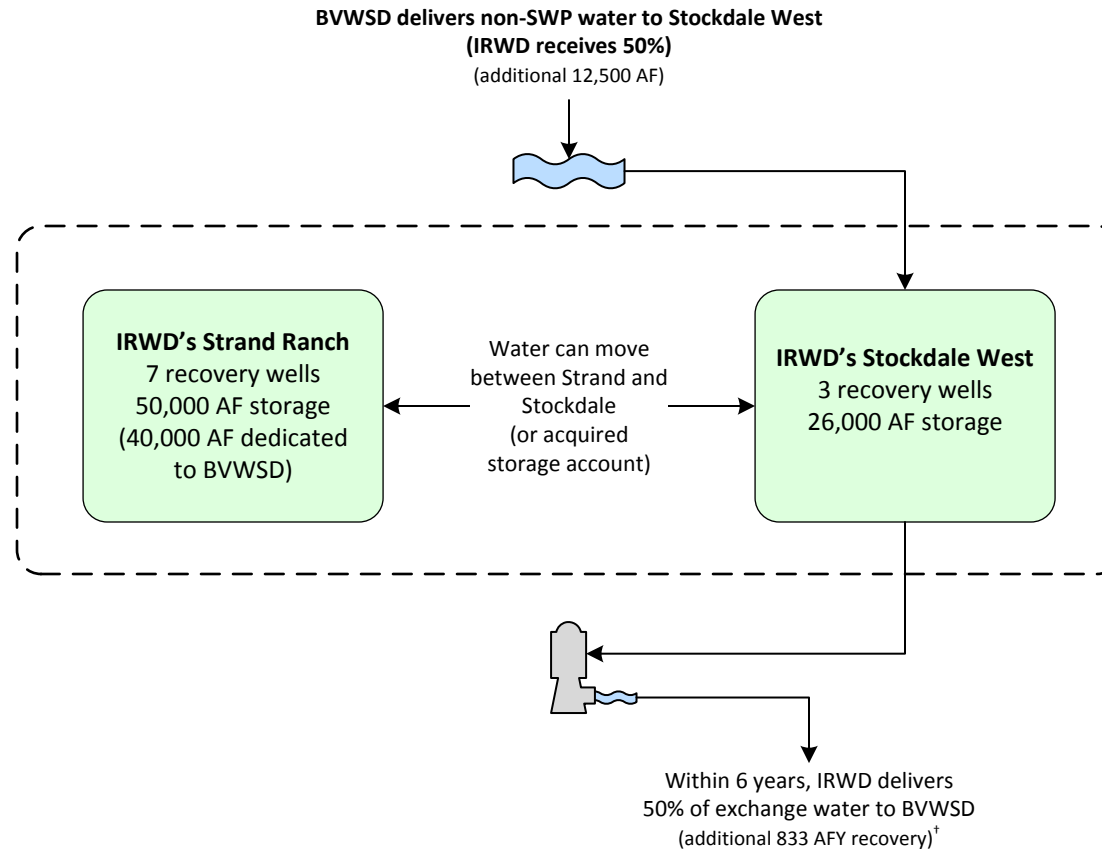 BVWSD delivers non-SWP water to Stockdale West
(IRWD receives 50%)
(additional 12,500 AF)
IRWD’s Strand Ranch
7 recovery wells
50,000 AF storage
(40,000 AF dedicated
to BVWSD)
Water can move
between Strand and
Stockdale
(or acquired
storage account)
IRWD’s Stockdale West
3 recovery wells
26,000 AF storage
Within 6 years, IRWD delivers
50% of exchange water to BVWSD
(additional 833 AFY recovery)†